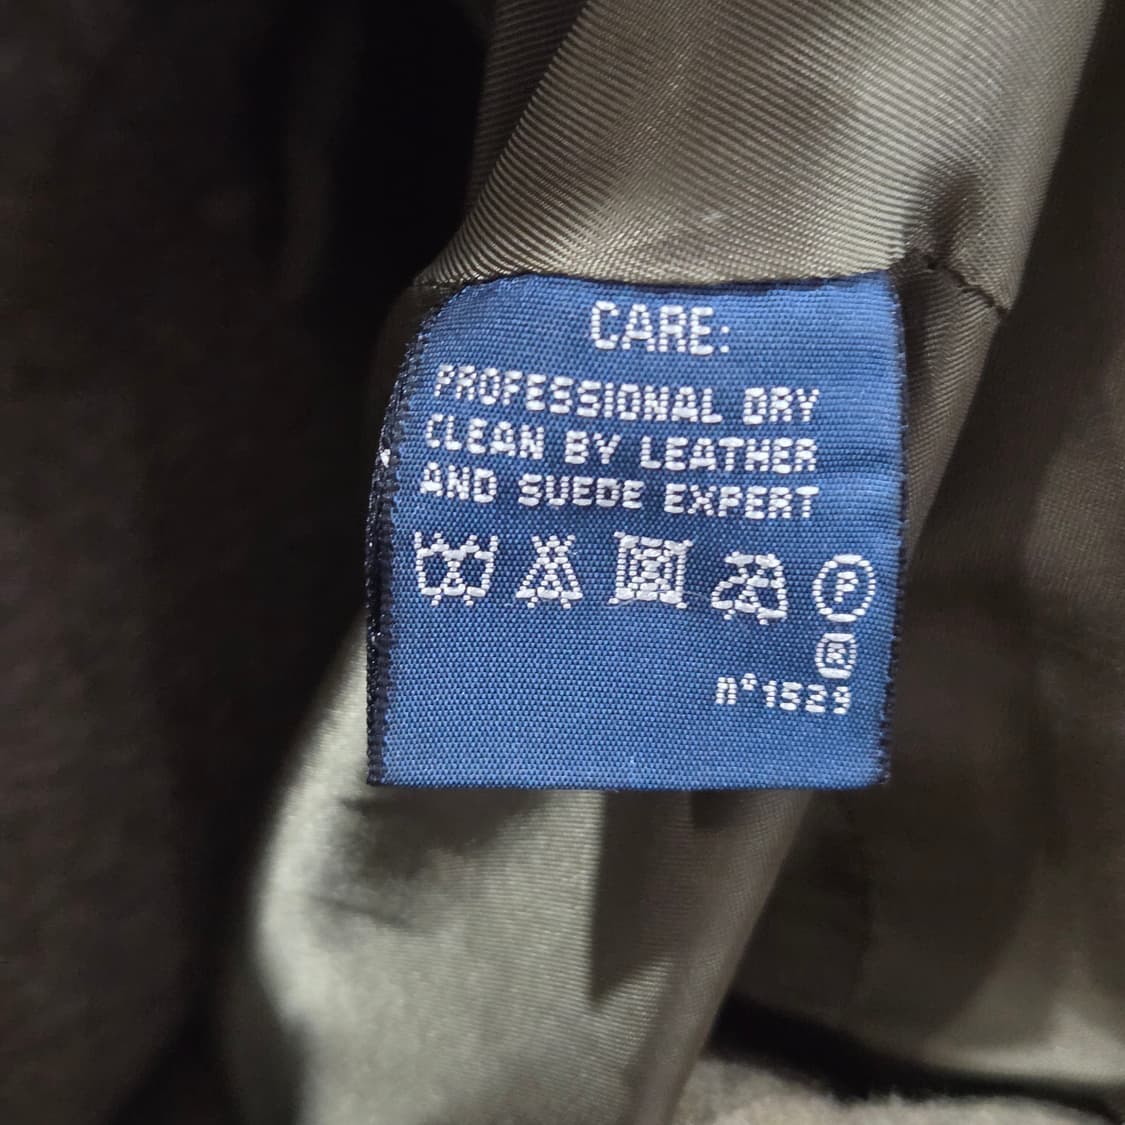 CARE:
PROFESSIONAL DRY
CLEAN BY LEATHER
AND SUEDE EXPERT
P
®
n°1529